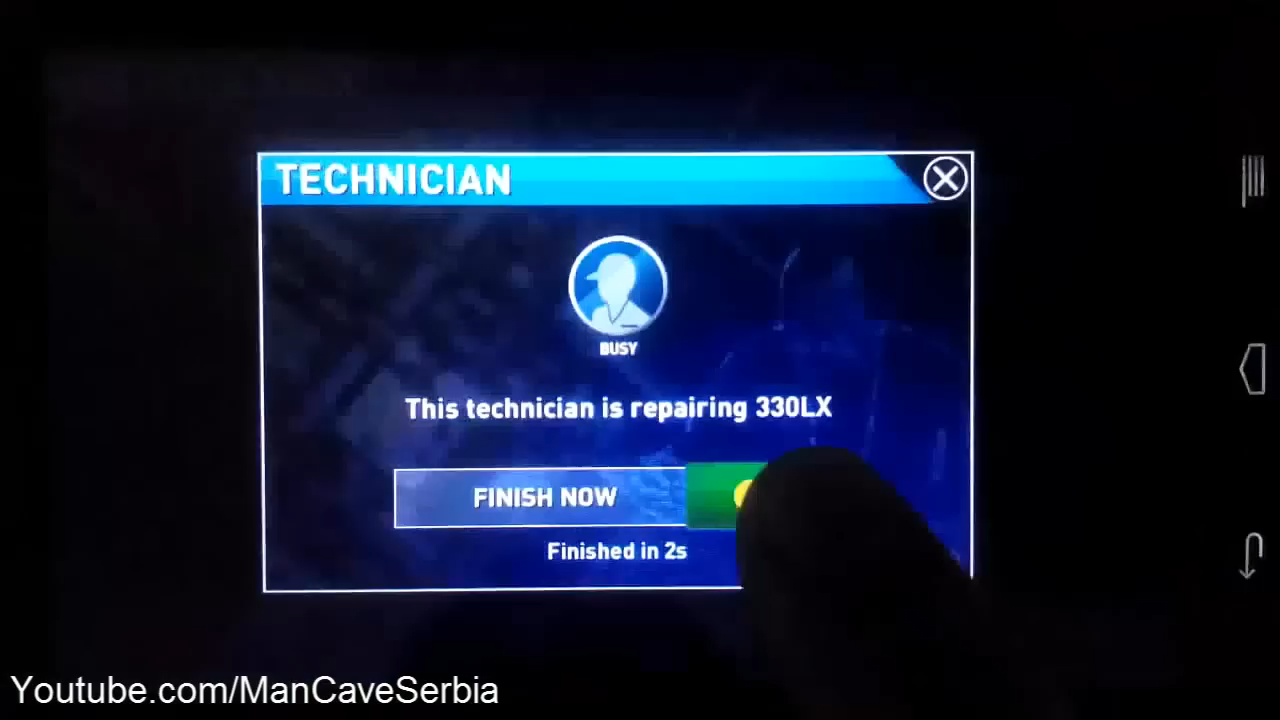 TECHNICIAN
BUSY
This technician is repairing 330LX
FINISH NOW
Finished in 2s
Youtube.com/ManCaveSerbia